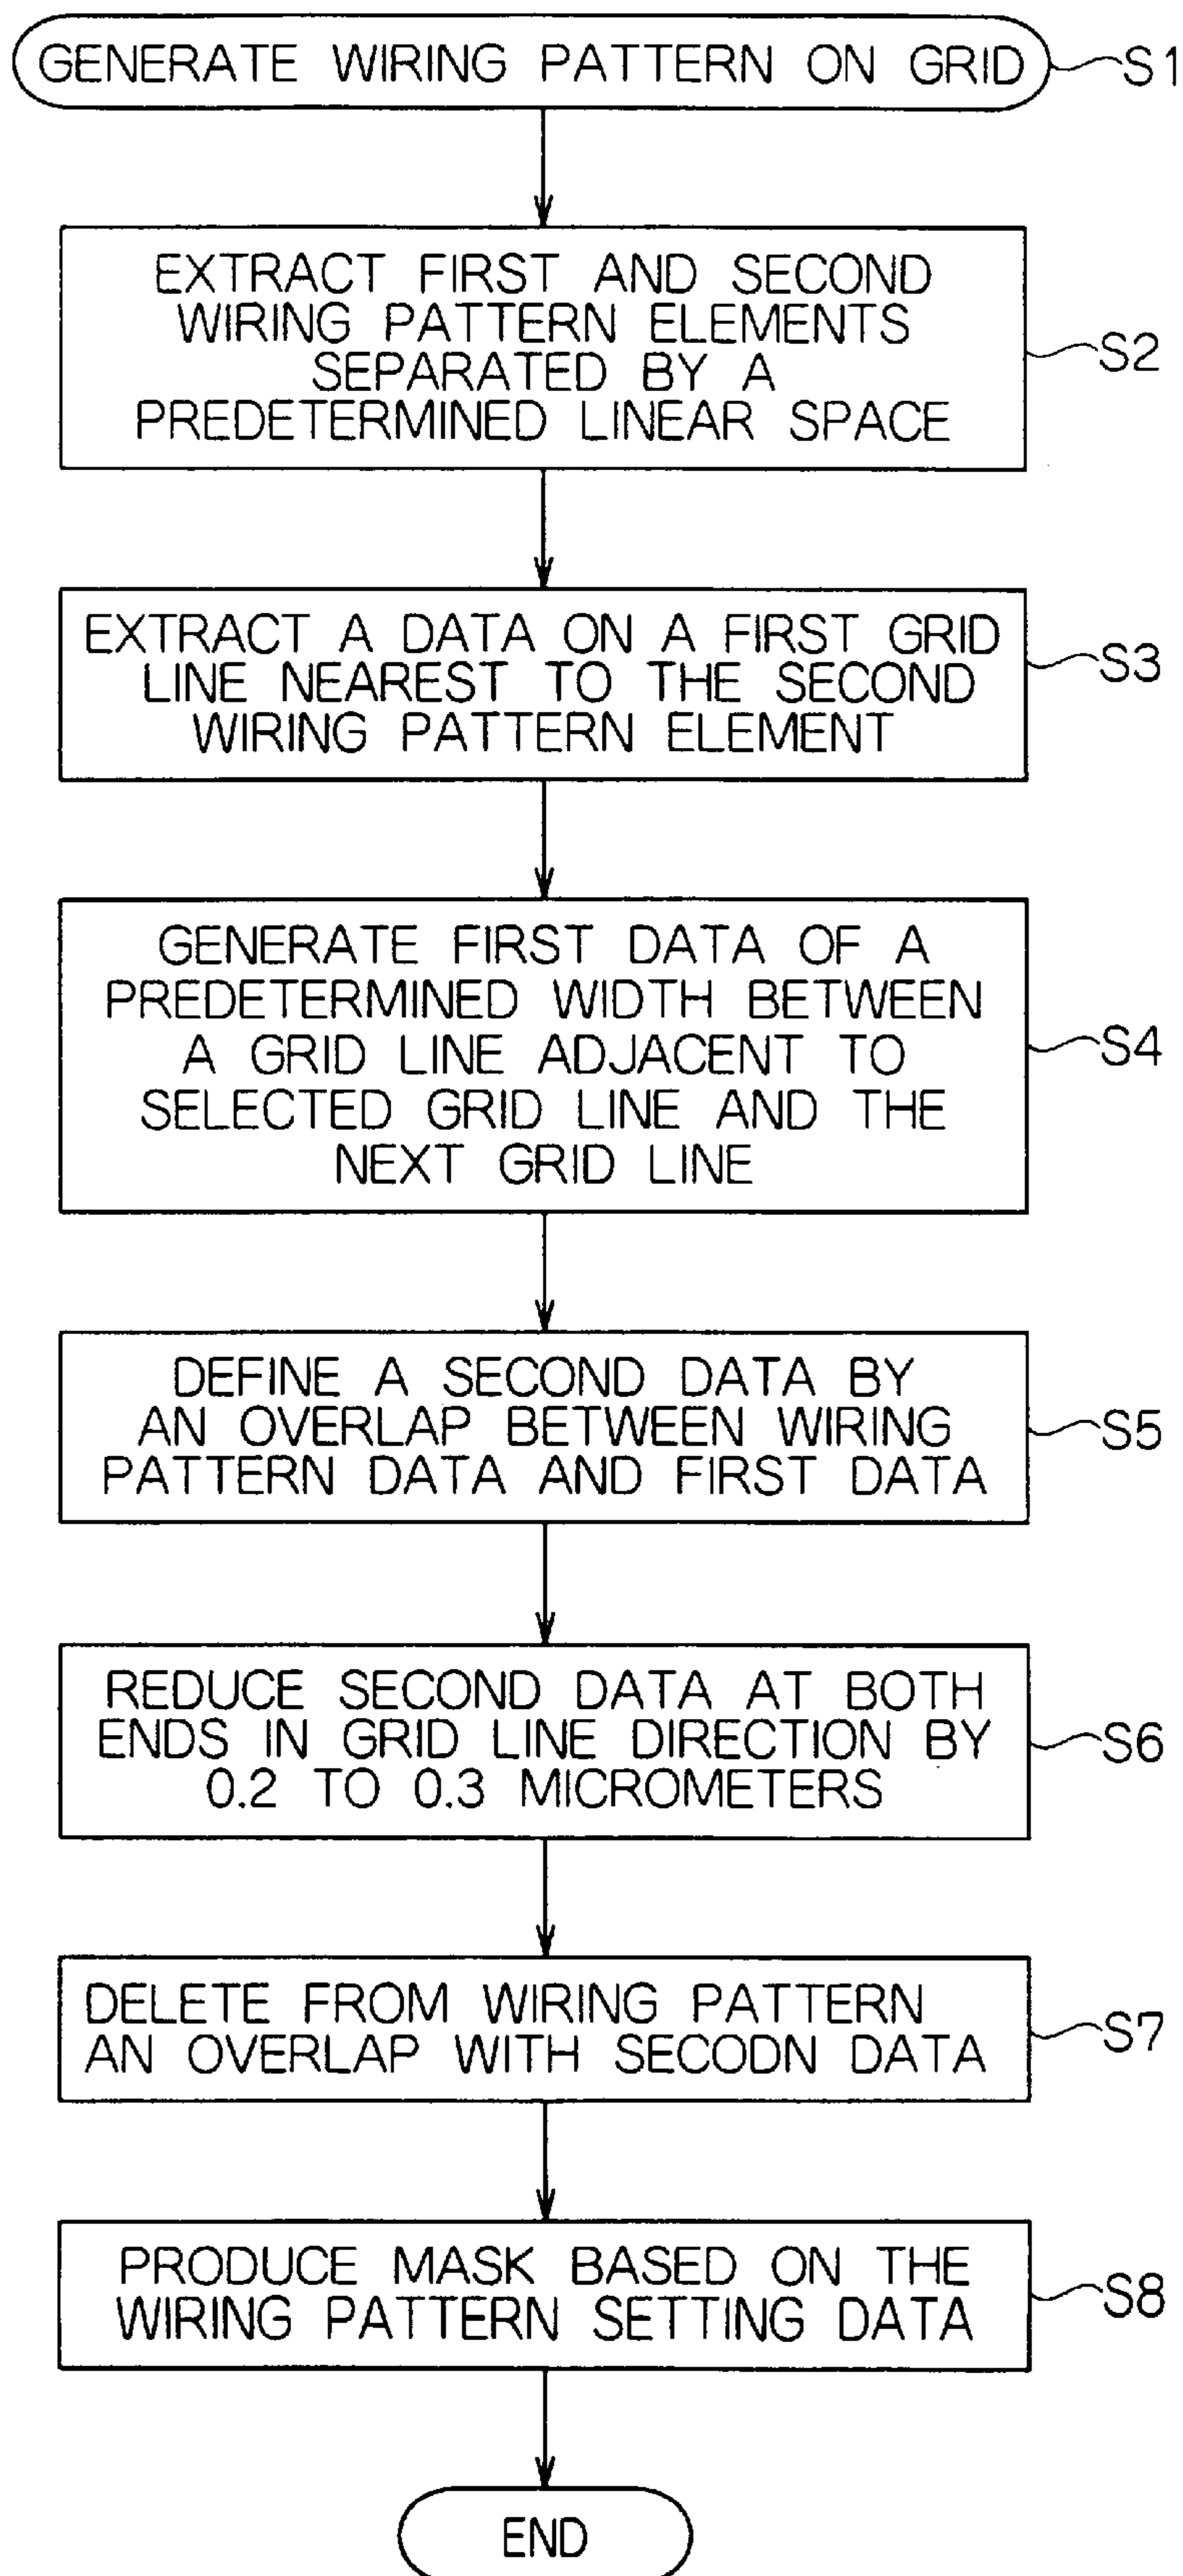 GENERATE WIRING PATTERN ON GRID
S1
EXTRACT FIRST AND SECOND
WIRING PATTERN ELEMENTS
SEPARATED BY A
PREDETERMINED LINEAR SPACE
S2
EXTRACT A DATA ON A FIRST GRID
LINE NEAREST TO THE SECOND
WIRING PATTERN ELEMENT
S3
GENERATE FIRST DATA OF A
PREDETERMINED WIDTH BETWEEN
A GRID LINE ADJACENT TO
SELECTED GRID LINE AND THE
NEXT GRID LINE
S4
DEFINE A SECOND DATA BY
AN OVERLAP BETWEEN WIRING
PATTERN DATA AND FIRST DATA
S5
REDUCE SECOND DATA AT BOTH
ENDS IN GRID LINE DIRECTION BY
0.2 TO 0.3 MICROMETERS
S6
DELETE FROM WIRING PATTERN
AN OVERLAP WITH SECODN DATA
S7
PRODUCE MASK BASED ON THE
WIRING PATTERN SETTING DATA
S8
END